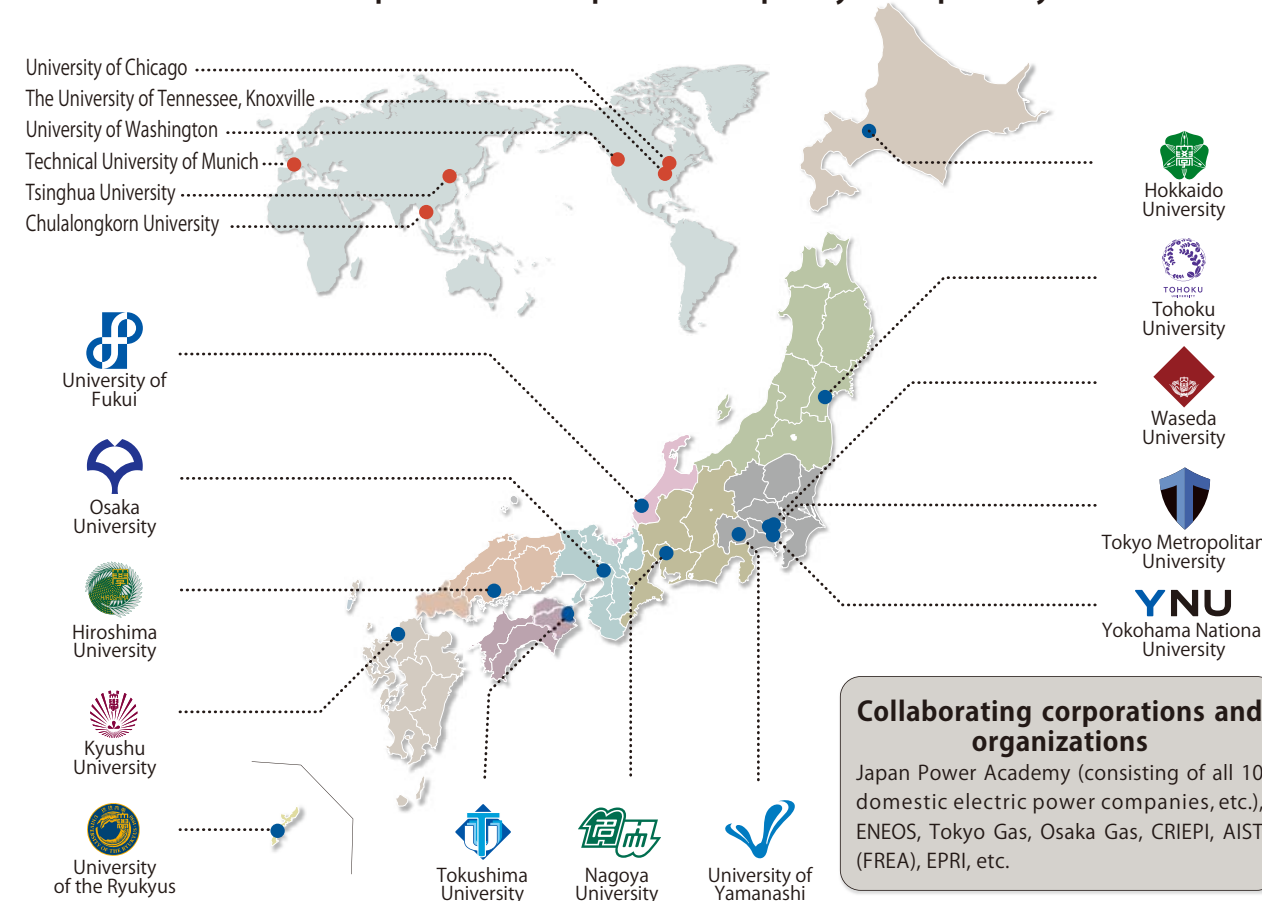 University of Chicago
The University of Tennessee, Knoxville
University of Washington
Technical University of Munich
Tsinghua University
Chulalongkorn University
Hokkaido
University
TOHOKU
UNIVERSITY
Tohoku
University
Waseda
University
Tokyo Metropolitan
University
YNU
Yokohama Nationa
University
University of
Fukui
Osaka
University
Hiroshima
University
Kyushu
University
University
of the Ryukyus
Tokushima
University
Nagoya
University
University of
Yamanashi
Collaborating corporations and
organizations
Japan Power Academy (consisting of all 10
domestic electric power companies, etc.),
ENEOS, Tokyo Gas, Osaka Gas, CRIEPI, AIST
(FREA), EPRI, etc.